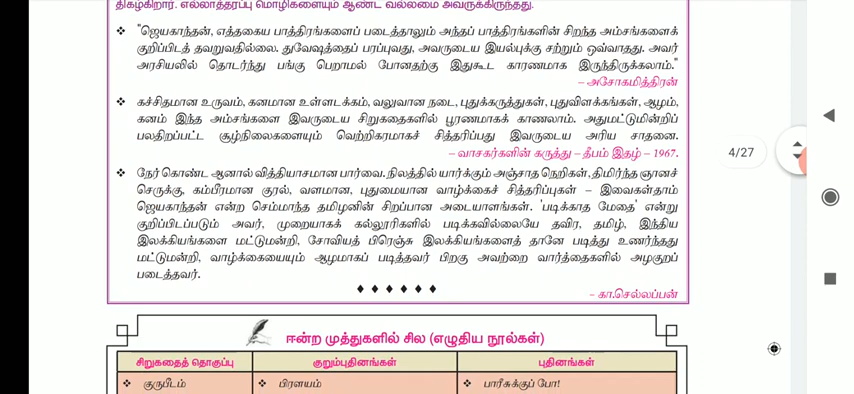 திகழ்கிறார். எல்லாத்தரப்பு மொழிகளையும் ஆண்ட வல்லமை அவருக்கிருந்தது.
❖ "ஜெயகாந்தன், எத்தகைய பாத்திரங்களைப் படைத்தாலும் அந்தப் பாத்திரங்களின் சிறந்த அம்சங்களைக்
குறிப்பிடத் தவறுவதில்லை. துவேஷத்தைப் பரப்புவது, அவருடைய இயல்புக்கு சற்றும் ஒவ்வாதது. அவர்
அரசியலில் தொடர்ந்து பங்கு பெறாமல் போனதற்கு இதுகூட காரணமாக இருந்திருக்கலாம்."
– அசோகமித்திரன்
❖ கச்சிதமான உருவம், கனமான உள்ளடக்கம், வலுவான நடை, புதுக்கருத்துகள், புதுவிளக்கங்கள், ஆழம்,
கனம் இந்த அம்சங்களை இவருடைய சிறுகதைகளில் பூரணமாகக் காணலாம். அதுமட்டுமின்றிப்
பலதிறப்பட்ட சூழ்நிலைகளையும் வெற்றிகரமாகச் சித்தரிப்பது இவருடைய அரிய சாதனை.
– வாசகர்களின் கருத்து – தீபம் இதழ் – 1967.
4/27
❖ நேர் கொண்ட ஆனால் வித்தியாசமான பார்வை. நிலத்தில் யார்க்கும் அஞ்சாத நெறிகள், திமிர்ந்த ஞானச்
செருக்கு, கம்பீரமான குரல், வளமான, புதுமையான வாழ்க்கைச் சித்தரிப்புகள் – இவைகள்தாம்
ஜெயகாந்தன் என்ற செம்மாந்த தமிழனின் சிறப்பான அடையாளங்கள். 'படிக்காத மேதை' என்று
குறிப்பிடப்படும் அவர், முறையாகக் கல்லூரிகளில் படிக்கவில்லையே தவிர, தமிழ், இந்திய
இலக்கியங்களை மட்டுமன்றி, சோவியத் பிரெஞ்சு இலக்கியங்களைத் தானே படித்து உணர்ந்தது
மட்டுமன்றி, வாழ்க்கையையும் ஆழமாகப் படித்தவர் பிறகு அவற்றை வார்த்தைகளில் அழகுறப்
படைத்தவர்.
– கா.செல்லப்பன்
ஈன்ற முத்துகளில் சில (எழுதிய நூல்கள்)
சிறுகதைத் தொகுப்பு குறும்புதினங்கள் புதினங்கள்
❖ குருபீடம் ❖ பிரளயம் ❖ பாரீசுக்குப் போ!